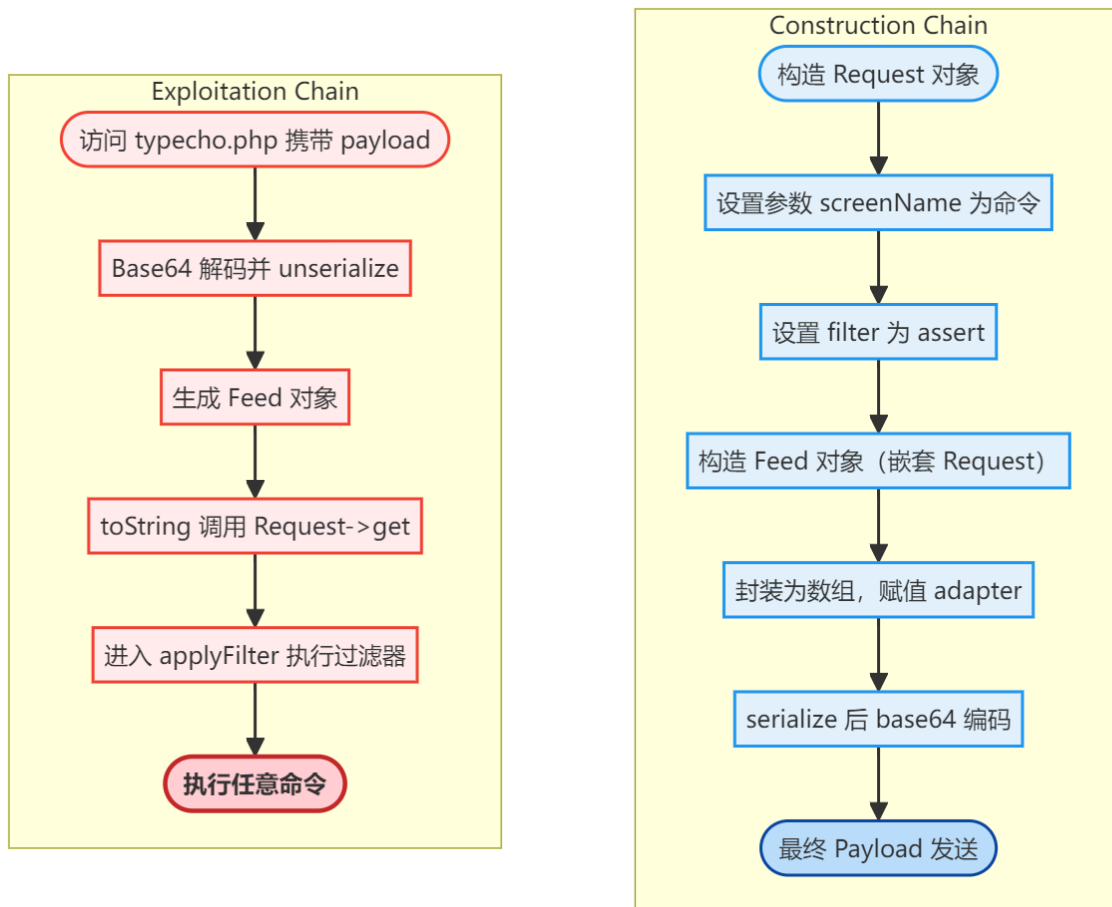 Exploitation Chain
访问 typecho.php 携带 payload
Base64 解码并 unserialize
生成 Feed 对象
toString 调用 Request->get
进入 applyFilter 执行过滤器
执行任意命令
Construction Chain
构造 Request 对象
设置参数 screenName 为命令
设置 filter 为 assert
构造 Feed 对象（嵌套 Request）
封装为数组，赋值 adapter
serialize 后 base64 编码
最终 Payload 发送